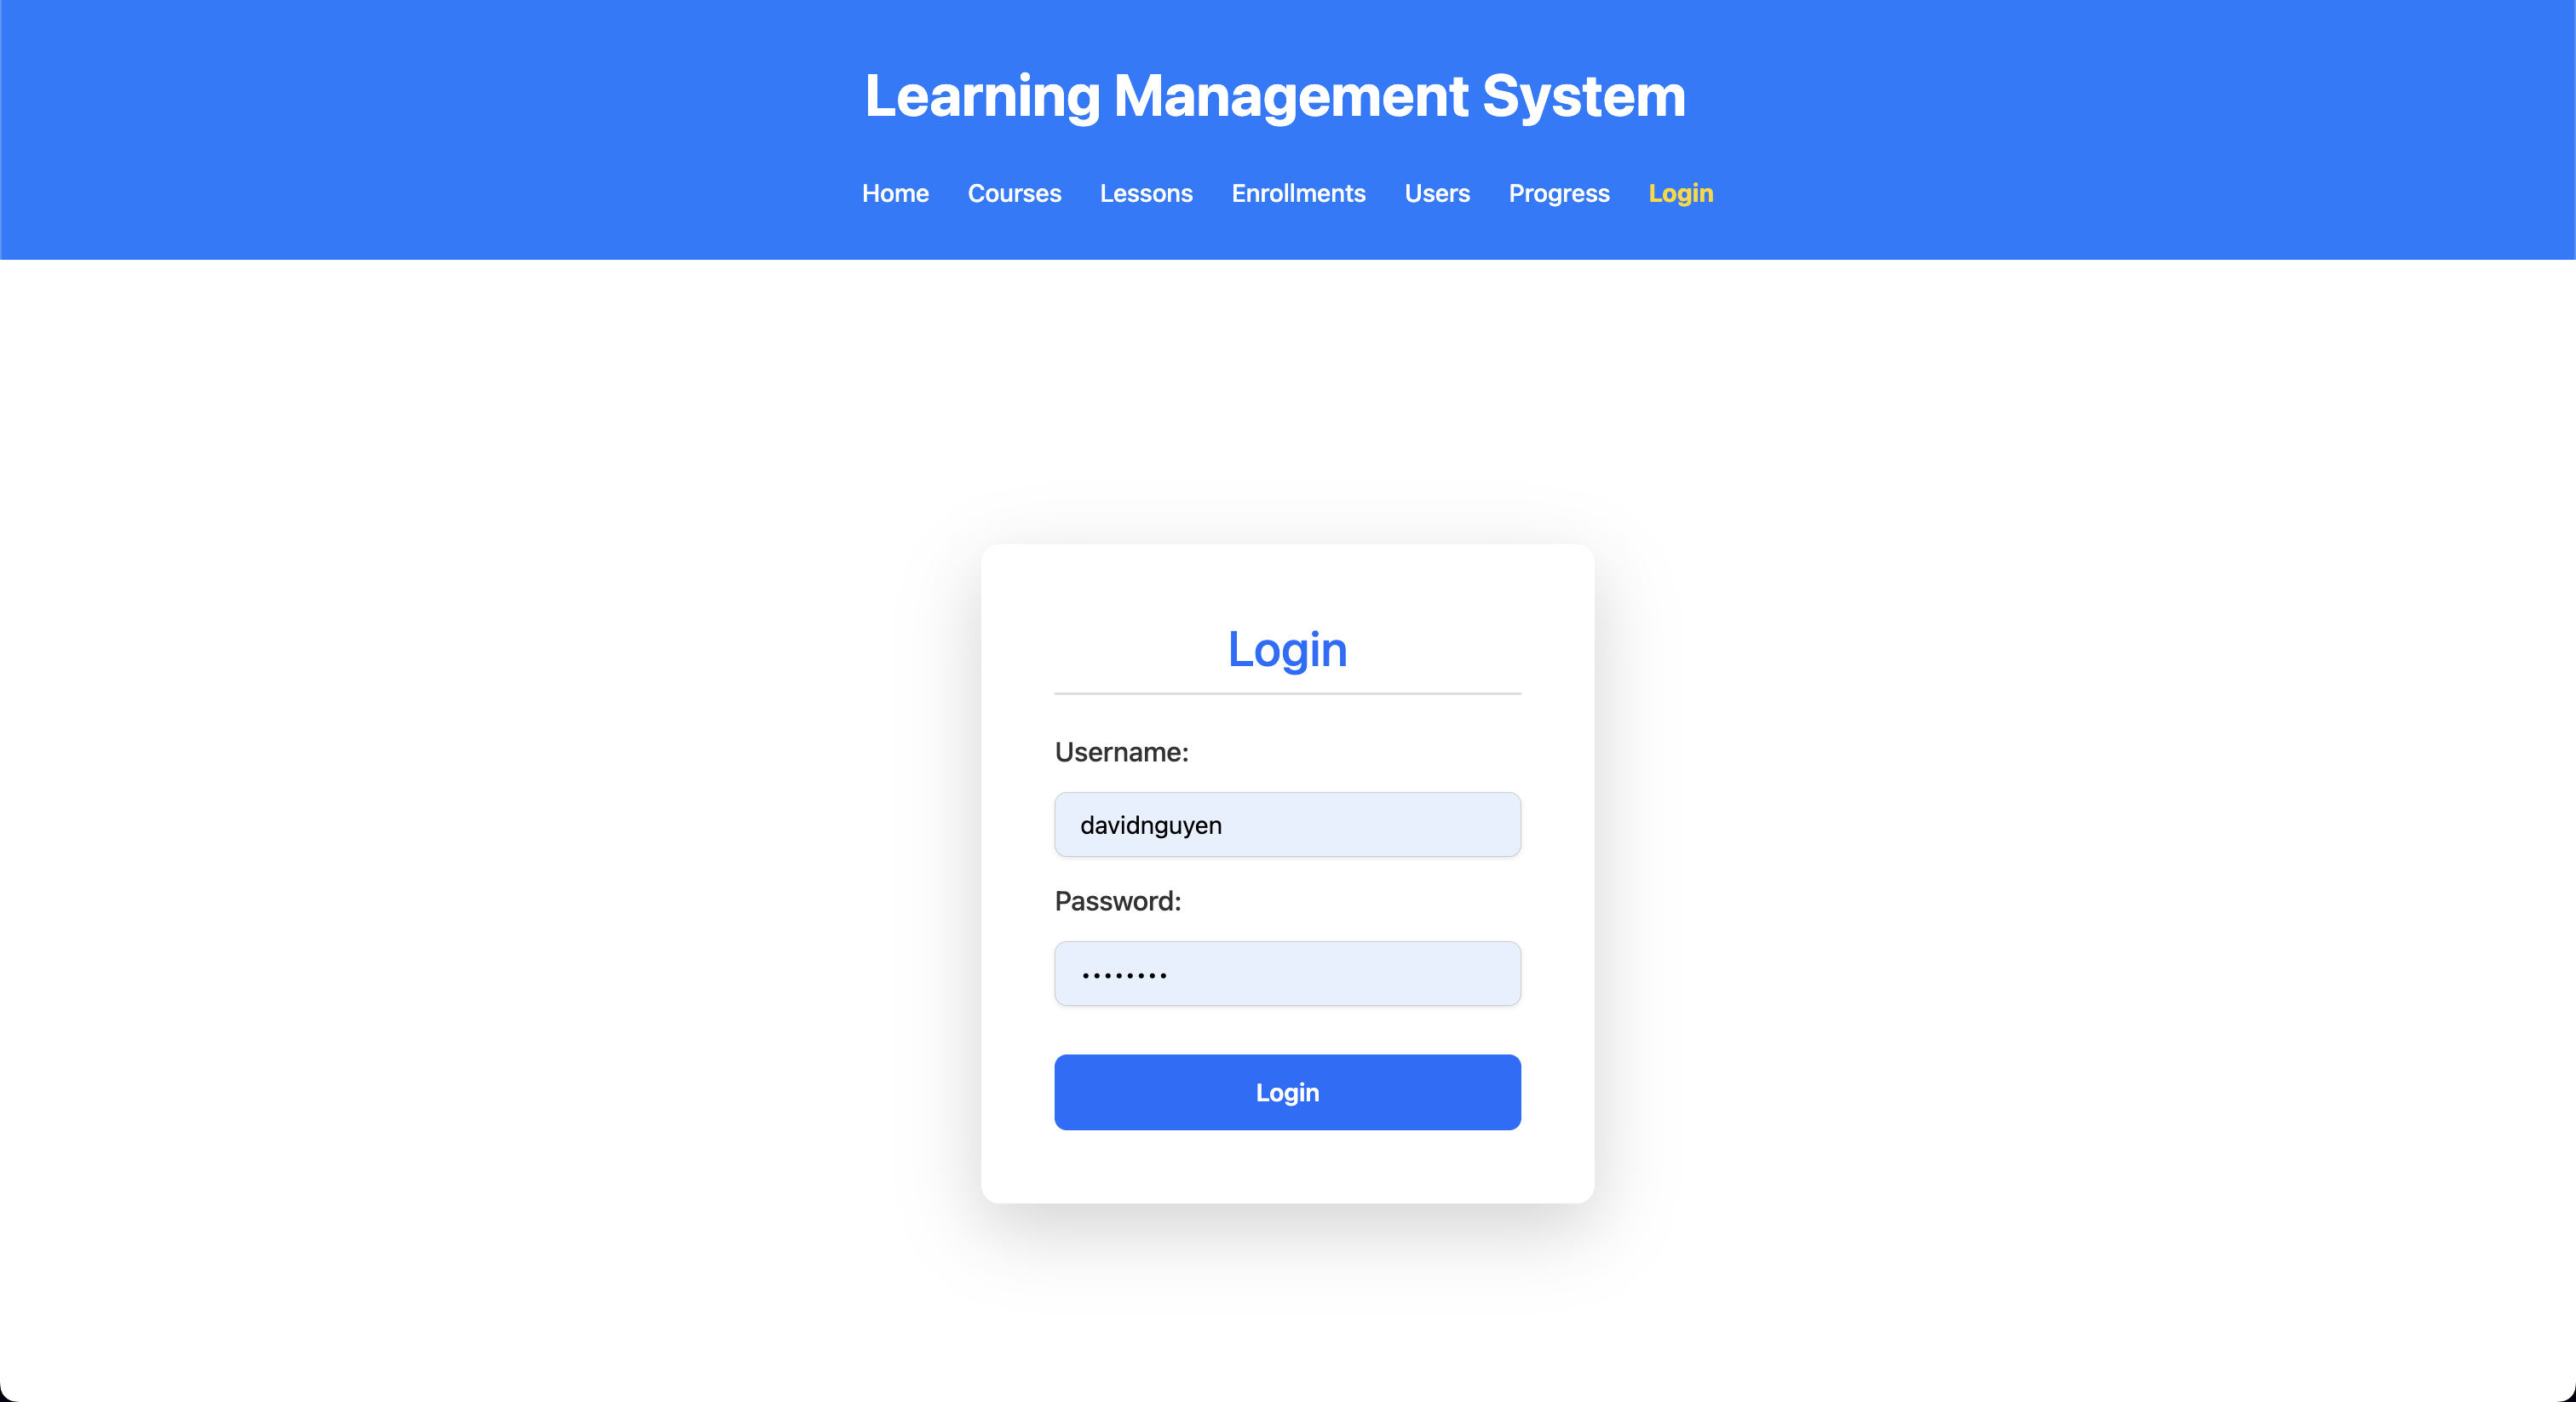 Learning Management System
Home Courses Lessons Enrollments Users Progress Login
Login
Username:
davidnguyen
Password:
••••••••
Login